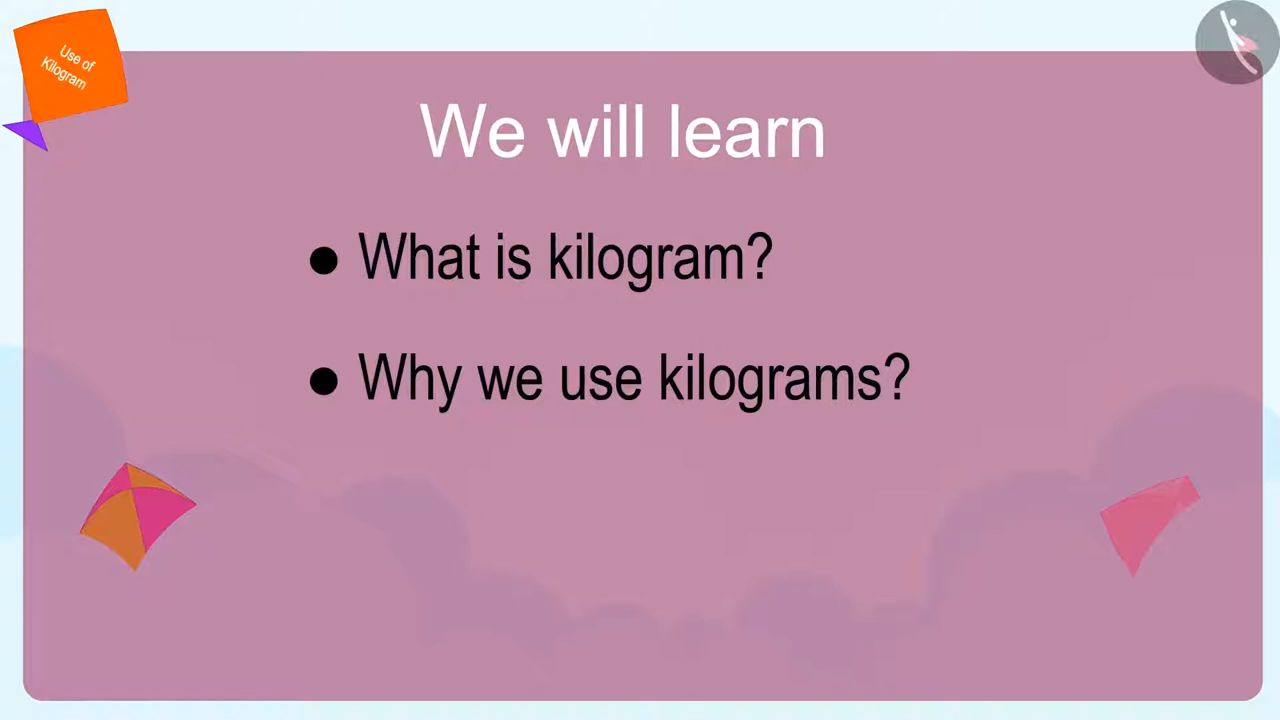 Use of
Kilogram
We will learn
● What is kilogram?
● Why we use kilograms?